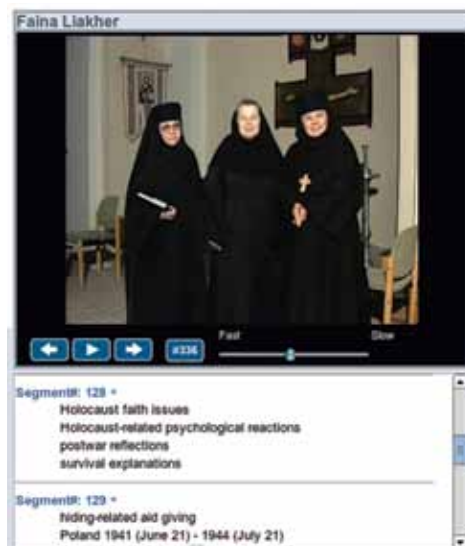 Faina Liakher
Fast Slow
#336
Segment#: 128 +
Holocaust faith issues
Holocaust-related psychological reactions
postwar reflections
survival explanations
Segment#: 129 +
hiding-related aid giving
Poland 1941 (June 21) - 1944 (July 21)